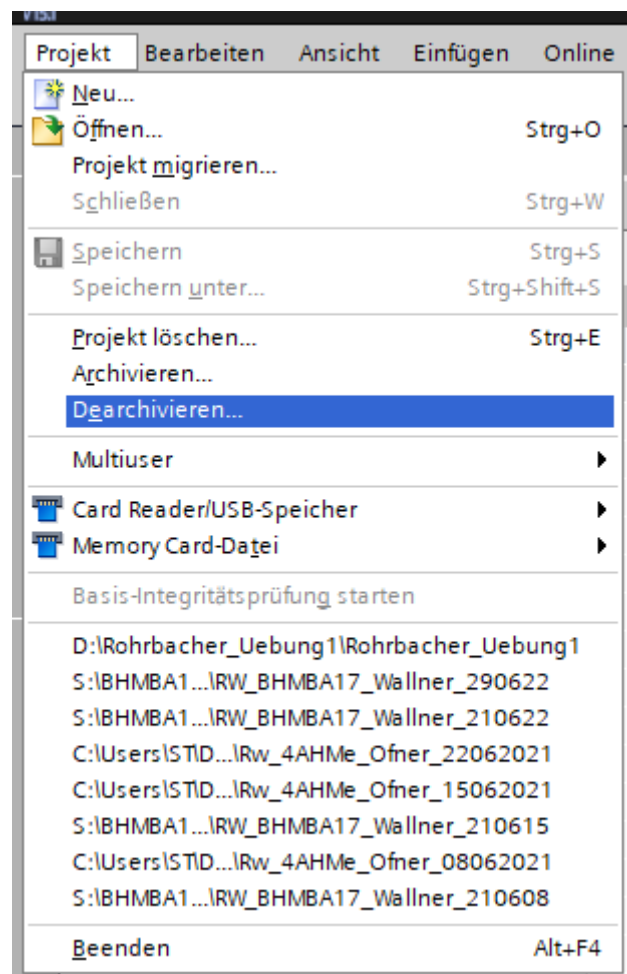 V15.1
Projekt Bearbeiten Ansicht Einfügen Online
Neu...
Öffnen... Strg+O
Projekt migrieren...
Schließen Strg+W
Speichern Strg+S
Speichern unter... Strg+Shift+S
Projekt löschen... Strg+E
Archivieren...
Dearchivieren...
Multiuser
Card Reader/USB-Speicher
Memory Card-Datei
Basis-Integritätsprüfung starten
D:\Rohrbacher_Uebung1\Rohrbacher_Uebung1
S:\BHMBA1...\RW_BHMBA17_Wallner_290622
S:\BHMBA1...\RW_BHMBA17_Wallner_210622
C:\Users\ST\D...\Rw_4AHMe_Ofner_22062021
C:\Users\ST\D...\Rw_4AHMe_Ofner_15062021
S:\BHMBA1...\RW_BHMBA17_Wallner_210615
C:\Users\ST\D...\Rw_4AHMe_Ofner_08062021
S:\BHMBA1...\RW_BHMBA17_Wallner_210608
Beenden Alt+F4